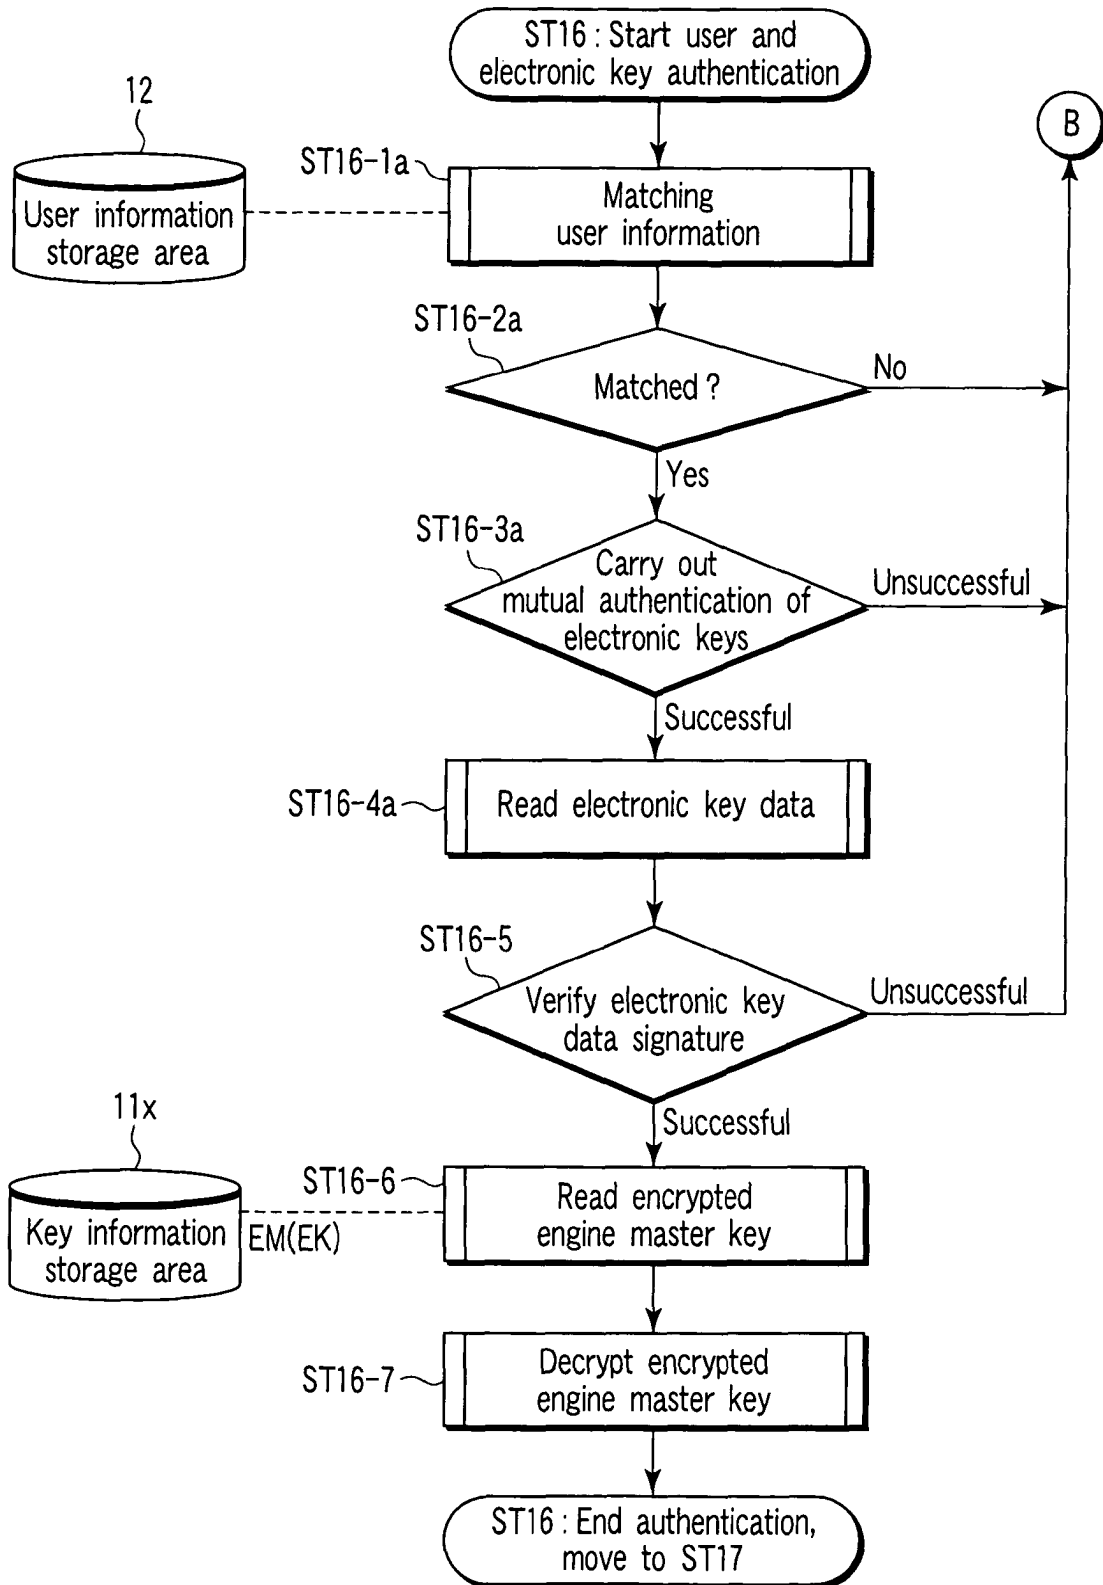 ST16 : Start user and
electronic key authentication
12
B
ST16-1a
User information
storage area
Matching
user information
ST16-2a
Matched ?
No
Yes
ST16-3a
Carry out
mutual authentication of
electronic keys
Unsuccessful
Successful
ST16-4a
Read electronic key data
ST16-5
Verify electronic key
data signature
Unsuccessful
Successful
11x
Key information
storage area
EM(EK)
ST16-6
Read encrypted
engine master key
ST16-7
Decrypt encrypted
engine master key
ST16 : End authentication,
move to ST17